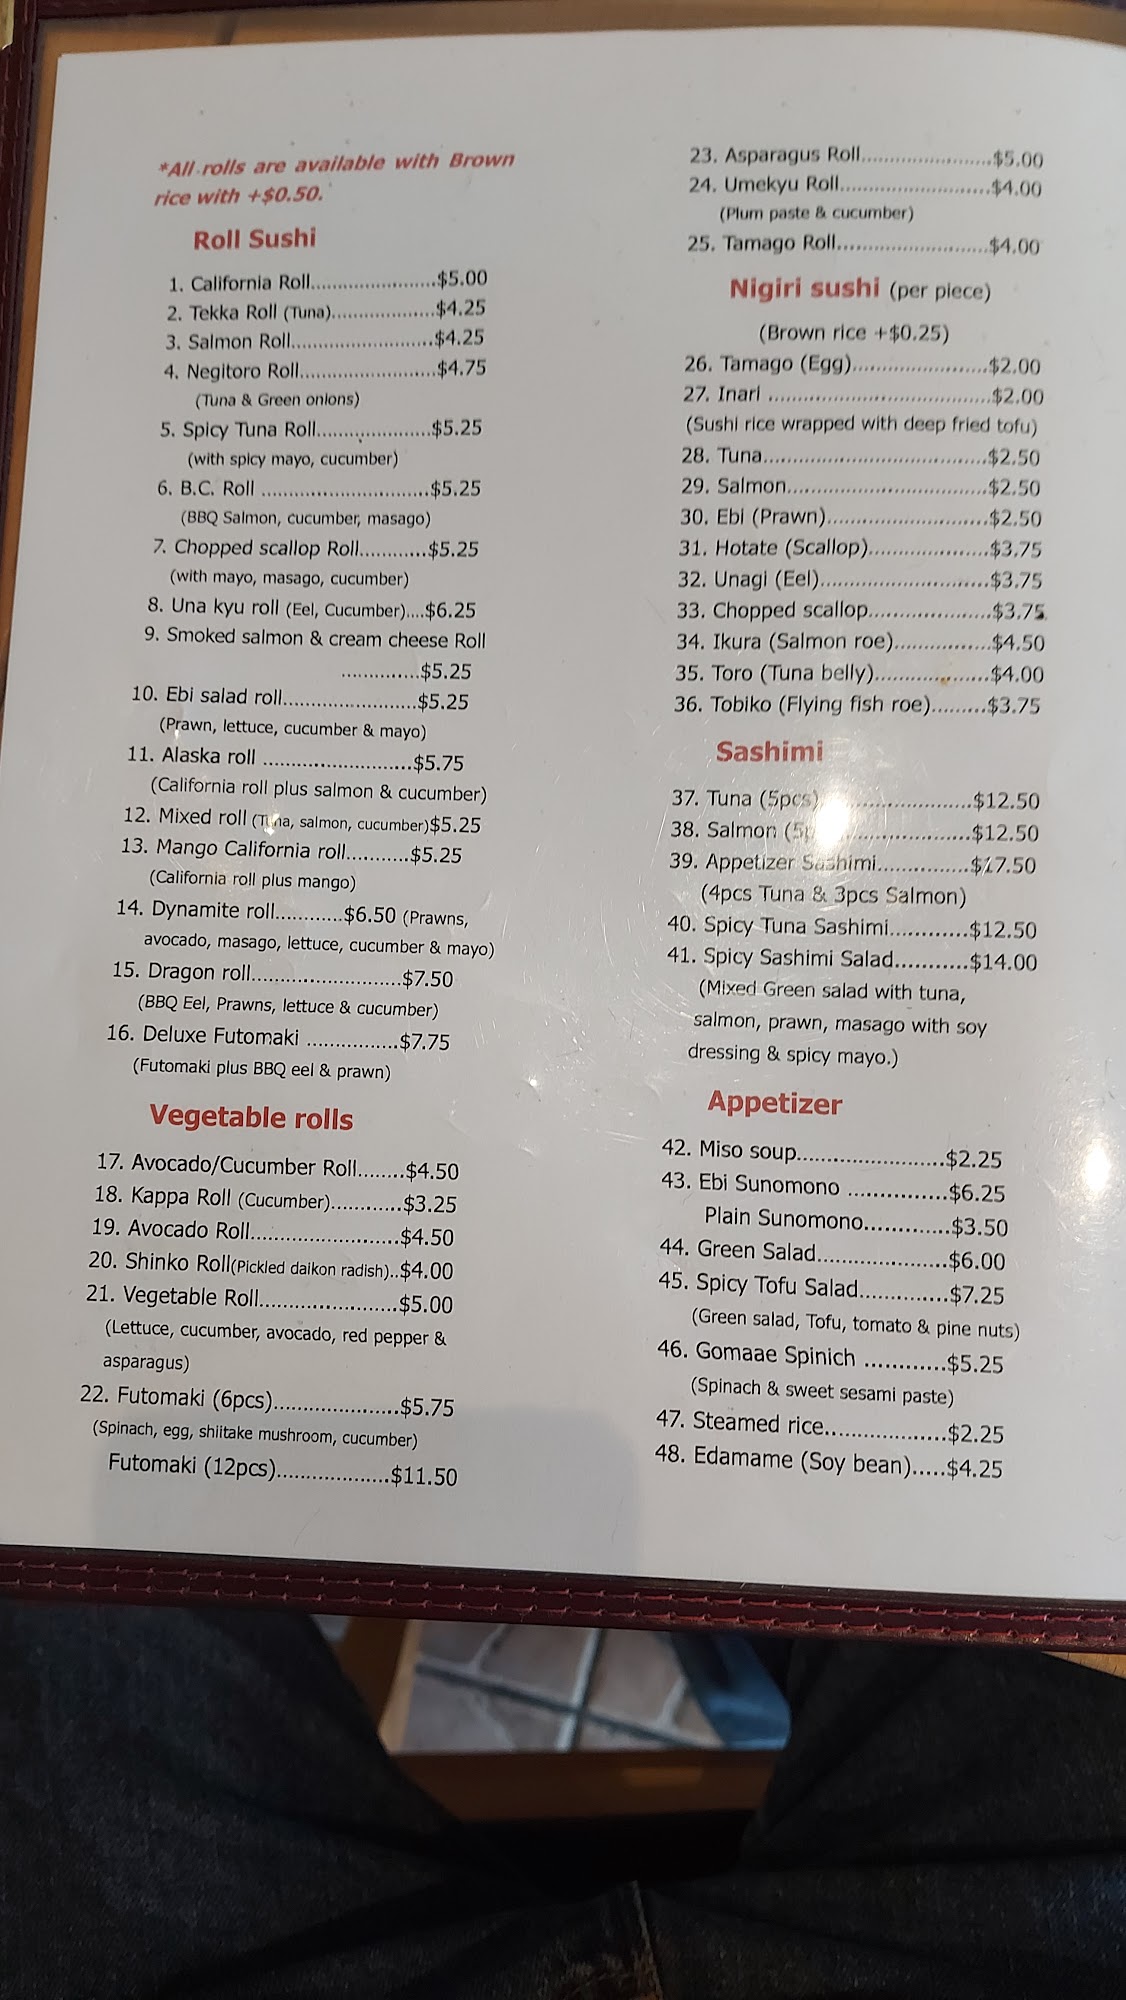 *All rolls are available with Brown
rice with +$0.50.
Roll Sushi
1. California Roll.......................$5.00
2. Tekka Roll (Tuna)...................$4.25
3. Salmon Roll..........................$4.25
4. Negitoro Roll.........................$4.75
(Tuna & Green onions)
5. Spicy Tuna Roll.....................$5.25
(with spicy mayo, cucumber)
6. B.C. Roll ..............................$5.25
(BBQ Salmon, cucumber, masago)
7. Chopped scallop Roll............$5.25
(with mayo, masago, cucumber)
8. Una kyu roll (Eel, Cucumber)....$6.25
9. Smoked salmon & cream cheese Roll
..............$5.25
10. Ebi salad roll........................$5.25
(Prawn, lettuce, cucumber & mayo)
11. Alaska roll ...........................$5.75
(California roll plus salmon & cucumber)
12. Mixed roll (Tuna, salmon, cucumber)$5.25
13. Mango California roll...........$5.25
(California roll plus mango)
14. Dynamite roll............$6.50 (Prawns,
avocado, masago, lettuce, cucumber & mayo)
15. Dragon roll...........................$7.50
(BBQ Eel, Prawns, lettuce & cucumber)
16. Deluxe Futomaki ................$7.75
(Futomaki plus BBQ eel & prawn)
Vegetable rolls
17. Avocado/Cucumber Roll........$4.50
18. Kappa Roll (Cucumber)............$3.25
19. Avocado Roll..........................$4.50
20. Shinko Roll(Pickled daikon radish)..$4.00
21. Vegetable Roll........................$5.00
(Lettuce, cucumber, avocado, red pepper &
asparagus)
22. Futomaki (6pcs)......................$5.75
(Spinach, egg, shiitake mushroom, cucumber)
Futomaki (12pcs)....................$11.50
23. Asparagus Roll.......................$5.00
24. Umekyu Roll...........................$4.00
(Plum paste & cucumber)
25. Tamago Roll...........................$4.00
Nigiri sushi (per piece)
(Brown rice +$0.25)
26. Tamago (Egg)........................$2.00
27. Inari .......................................$2.00
(Sushi rice wrapped with deep fried tofu)
28. Tuna.......................................$2.50
29. Salmon...................................$2.50
30. Ebi (Prawn)............................$2.50
31. Hotate (Scallop).....................$3.75
32. Unagi (Eel).............................$3.75
33. Chopped scallop.....................$3.75
34. Ikura (Salmon roe).................$4.50
35. Toro (Tuna belly)....................$4.00
36. Tobiko (Flying fish roe).........$3.75
Sashimi
37. Tuna (5pcs) .....................$12.50
38. Salmon ......................$12.50
39. Appetizer Sashimi...............$17.50
(4pcs Tuna & 3pcs Salmon)
40. Spicy Tuna Sashimi............$12.50
41. Spicy Sashimi Salad...........$14.00
(Mixed Green salad with tuna,
salmon, prawn, masago with soy
dressing & spicy mayo.)
Appetizer
42. Miso soup........................$2.25
43. Ebi Sunomono ................$6.25
Plain Sunomono.............$3.50
44. Green Salad.....................$6.00
45. Spicy Tofu Salad..............$7.25
(Green salad, Tofu, tomato & pine nuts)
46. Gomaae Spinich ............$5.25
(Spinach & sweet sesami paste)
47. Steamed rice....................$2.25
48. Edamame (Soy bean).....$4.25